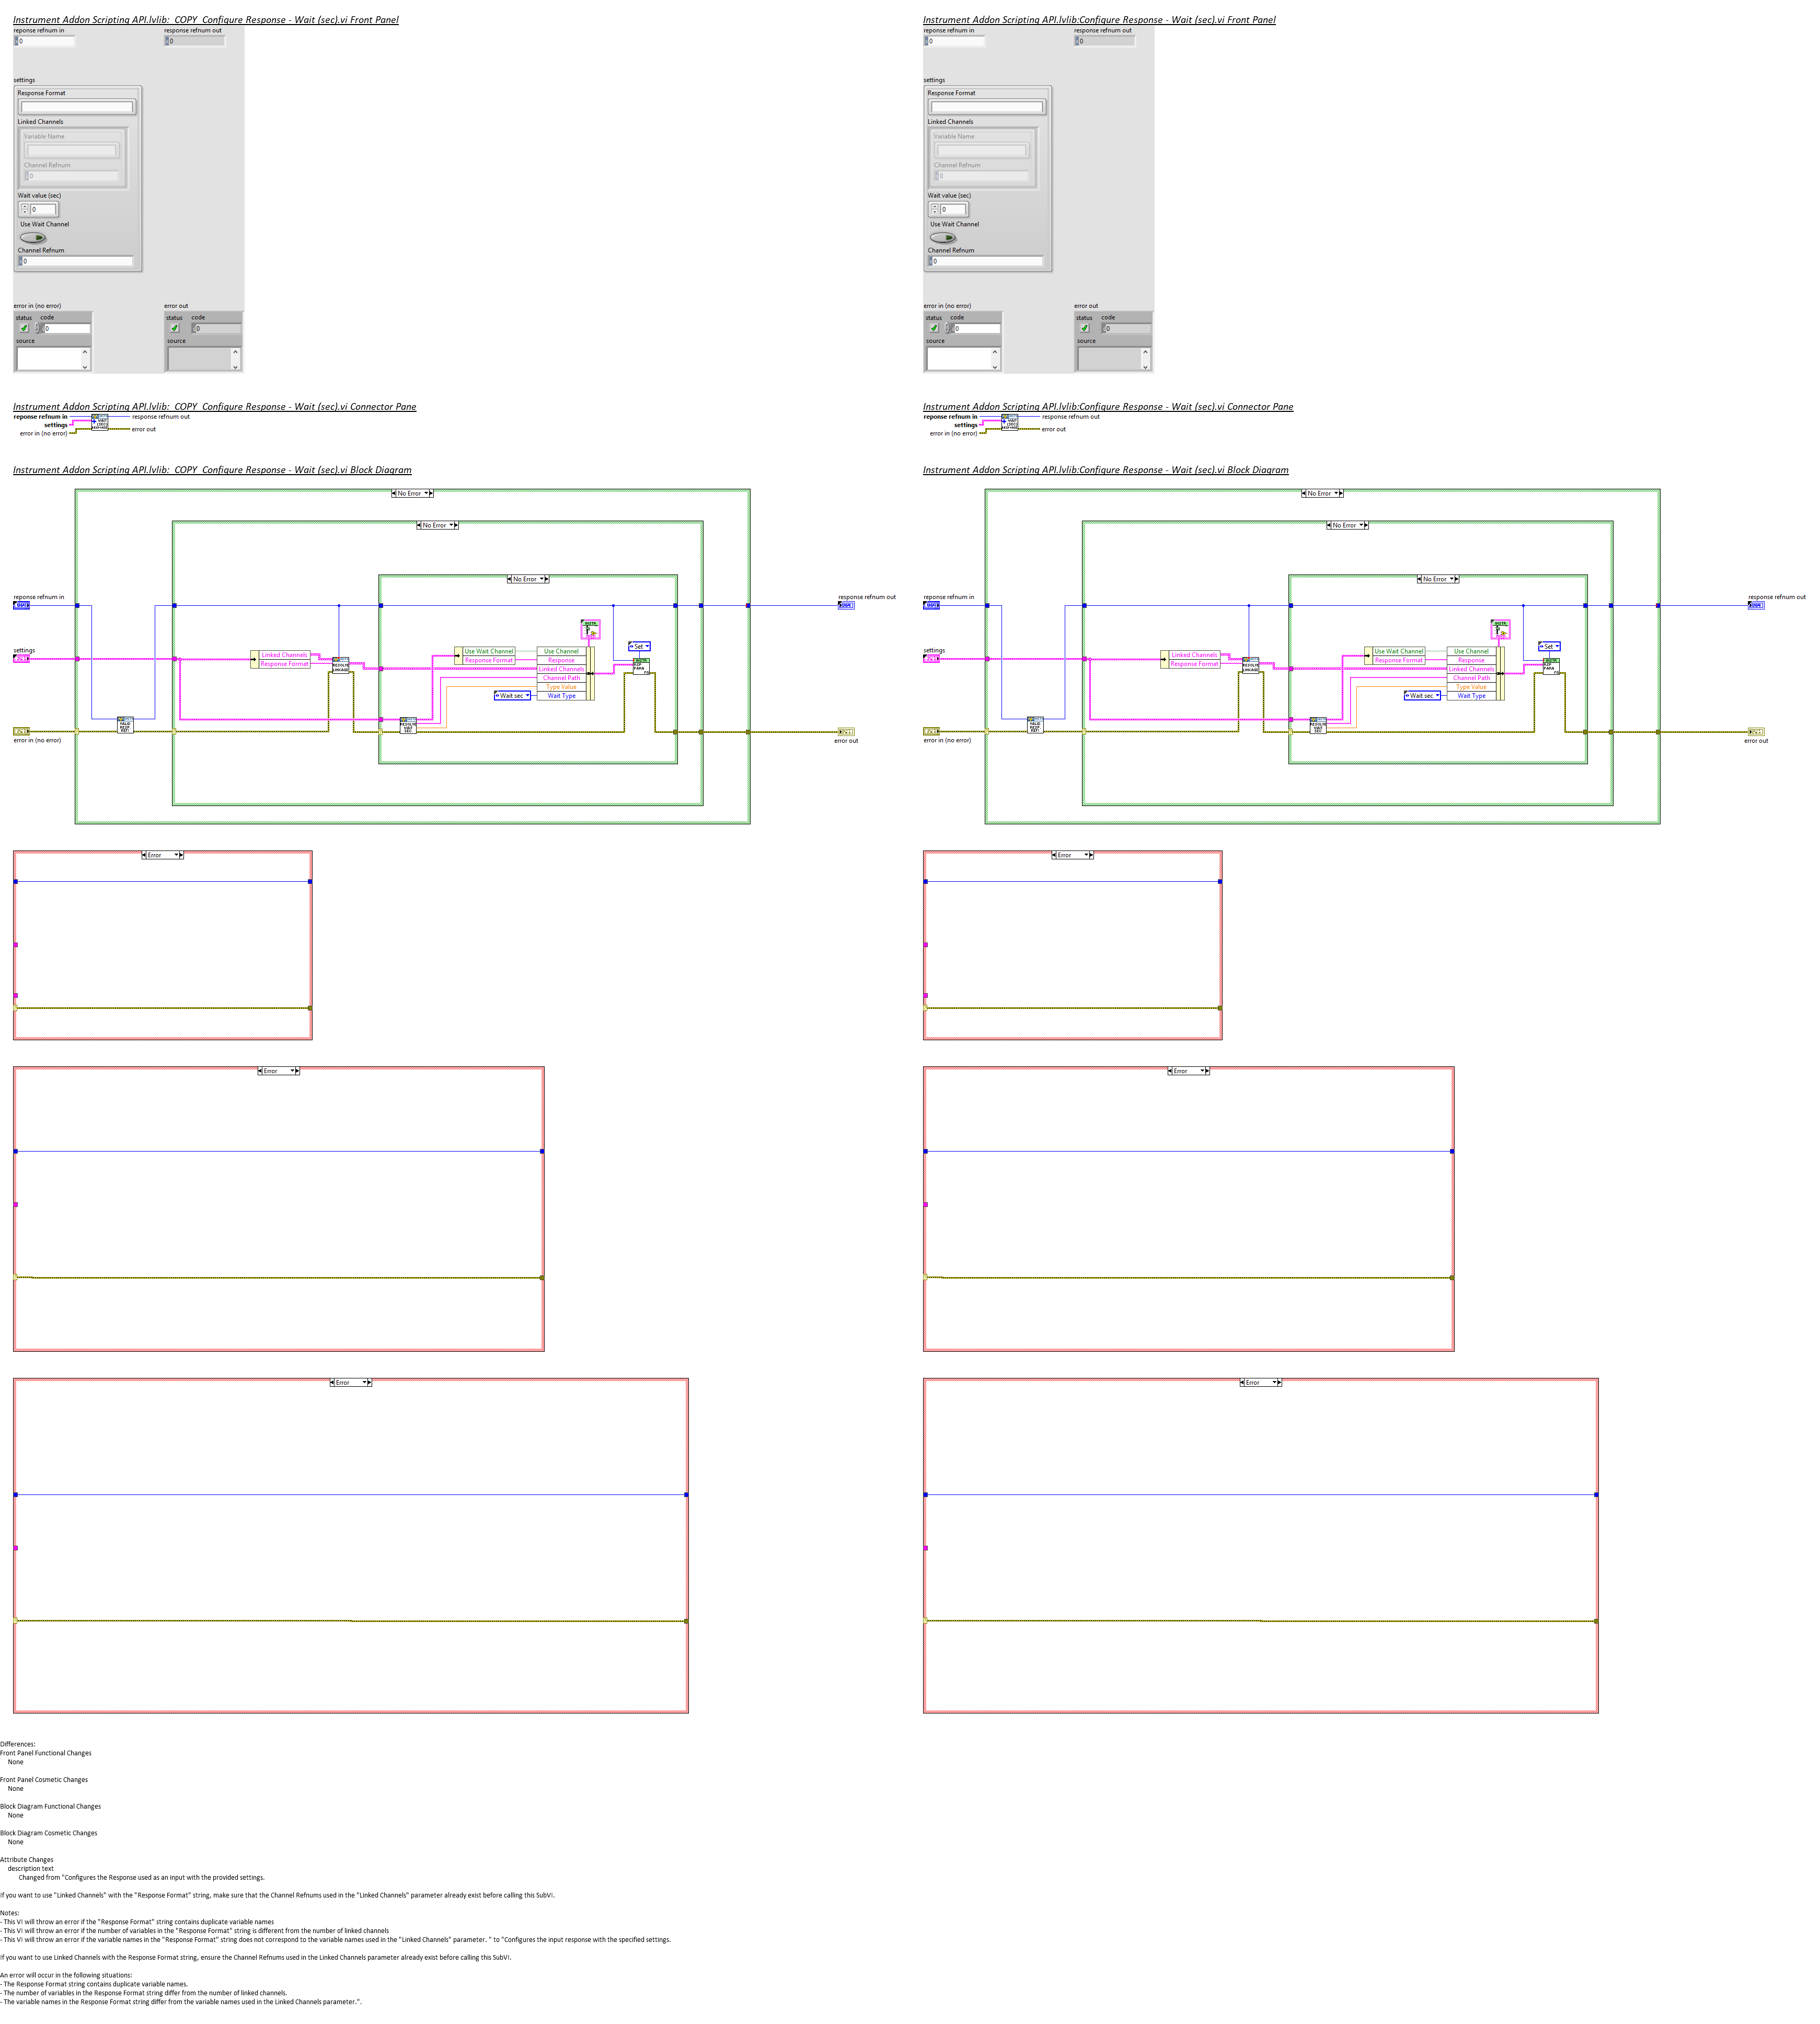 Instrument Addon Scripting API.lvlib:_COPY_Configure Response - Wait (sec).vi Front Panel
reponse refnum in
response refnum out
0
0
settings
Response Format
Linked Channels
Variable Name
Channel Refnum
0
Wait value (sec)
0
Use Wait Channel
Channel Refnum
0
error in (no error)
error out
status code
status code
0
0
source
source
Instrument Addon Scripting API.lvlib:_COPY_Configure Response - Wait (sec).vi Connector Pane
reponse refnum in
response refnum out
settings
error in (no error)
error out
Instrument Addon Scripting API.lvlib:_COPY_Configure Response - Wait (sec).vi Block Diagram
No Error
No Error
No Error
reponse refnum in
response refnum out
settings
Linked Channels
Response Format
Use Wait Channel
Response Format
Use Channel
Response
Linked Channels
Channel Path
Type Value
Wait Type
Set
Wait sec
error in (no error)
error out
Error
Error
Error
Instrument Addon Scripting API.lvlib:Configure Response - Wait (sec).vi Front Panel
reponse refnum in
response refnum out
0
0
settings
Response Format
Linked Channels
Variable Name
Channel Refnum
0
Wait value (sec)
0
Use Wait Channel
Channel Refnum
0
error in (no error)
error out
status code
status code
0
0
source
source
Instrument Addon Scripting API.lvlib:Configure Response - Wait (sec).vi Connector Pane
reponse refnum in
response refnum out
settings
error in (no error)
error out
Instrument Addon Scripting API.lvlib:Configure Response - Wait (sec).vi Block Diagram
No Error
No Error
No Error
reponse refnum in
response refnum out
settings
Linked Channels
Response Format
Use Wait Channel
Response Format
Use Channel
Response
Linked Channels
Channel Path
Type Value
Wait Type
Set
Wait sec
error in (no error)
error out
Error
Error
Error
Differences:
Front Panel Functional Changes
None
Front Panel Cosmetic Changes
None
Block Diagram Functional Changes
None
Block Diagram Cosmetic Changes
None
Attribute Changes
description text
Changed from "Configures the Response used as an input with the provided settings.
If you want to use "Linked Channels" with the "Response Format" string, make sure that the Channel Refnums used in the "Linked Channels" parameter already exist before calling this SubVI.
Notes:
- This VI will throw an error if the "Response Format" string contains duplicate variable names
- This VI will throw an error if the number of variables in the "Response Format" string is different from the number of linked channels
- This VI will throw an error if the variable names in the "Response Format" string does not correspond to the variable names used in the "Linked Channels" parameter. " to "Configures the input response with the specified settings.
If you want to use Linked Channels with the Response Format string, ensure the Channel Refnums used in the Linked Channels parameter already exist before calling this SubVI.
An error will occur in the following situations:
- The Response Format string contains duplicate variable names.
- The number of variables in the Response Format string differ from the number of linked channels.
- The variable names in the Response Format string differ from the variable names used in the Linked Channels parameter.".